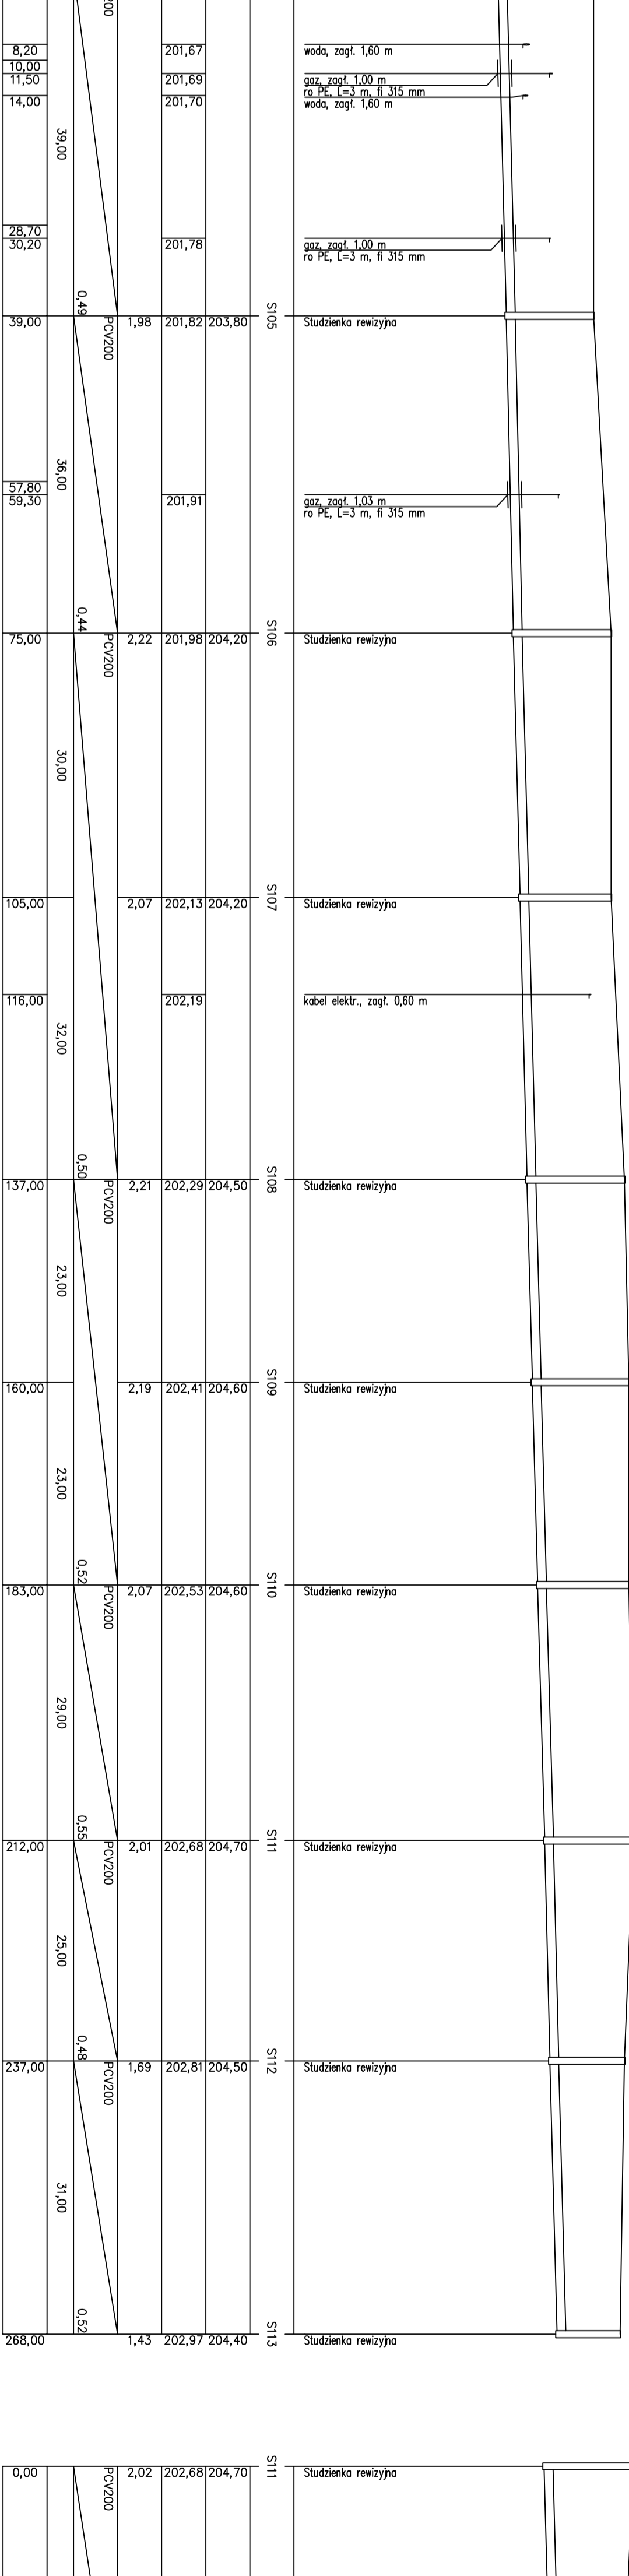 200
8,20 201,67 woda, zagł. 1,60 m
10,00
11,50 201,69 gaz, zagł. 1,00 m
ro PE, L=3 m, fi 315 mm
14,00 201,70 woda, zagł. 1,60 m
39,00
28,70
30,20 201,78 gaz, zagł. 1,00 m
ro PE, L=3 m, fi 315 mm
0,49
S105
39,00 PCV200 1,98 201,82 203,80 Studzienka rewizyjna
36,00
57,80
59,30 201,91 gaz, zagł. 1,03 m
ro PE, L=3 m, fi 315 mm
0,44
S106
75,00 PCV200 2,22 201,98 204,20 Studzienka rewizyjna
30,00
S107
105,00 2,07 202,13 204,20 Studzienka rewizyjna
116,00 202,19 kabel elektr., zagł. 0,60 m
32,00
0,50
S108
137,00 PCV200 2,21 202,29 204,50 Studzienka rewizyjna
23,00
S109
160,00 2,19 202,41 204,60 Studzienka rewizyjna
23,00
0,52
S110
183,00 PCV200 2,07 202,53 204,60 Studzienka rewizyjna
29,00
0,55
S111
212,00 PCV200 2,01 202,68 204,70 Studzienka rewizyjna
25,00
0,48
S112
237,00 PCV200 1,69 202,81 204,50 Studzienka rewizyjna
31,00
0,52
S113
268,00 1,43 202,97 204,40 Studzienka rewizyjna
S111
0,00 PCV200 2,02 202,68 204,70 Studzienka rewizyjna